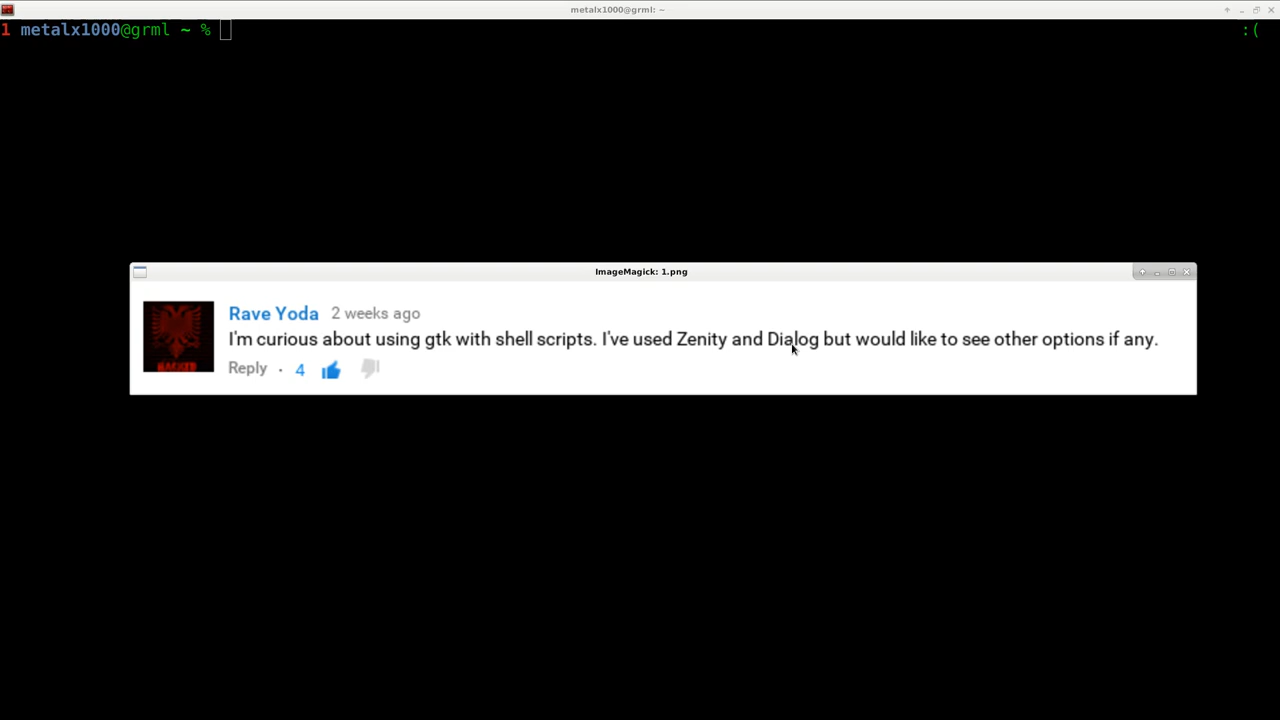 metalx1000@grml: ~
1 metalx1000@grml ~ % :(
ImageMagick: 1.png
Rave Yoda 2 weeks ago
I'm curious about using gtk with shell scripts. I've used Zenity and Dialog but would like to see other options if any.
Reply · 4
HACKED